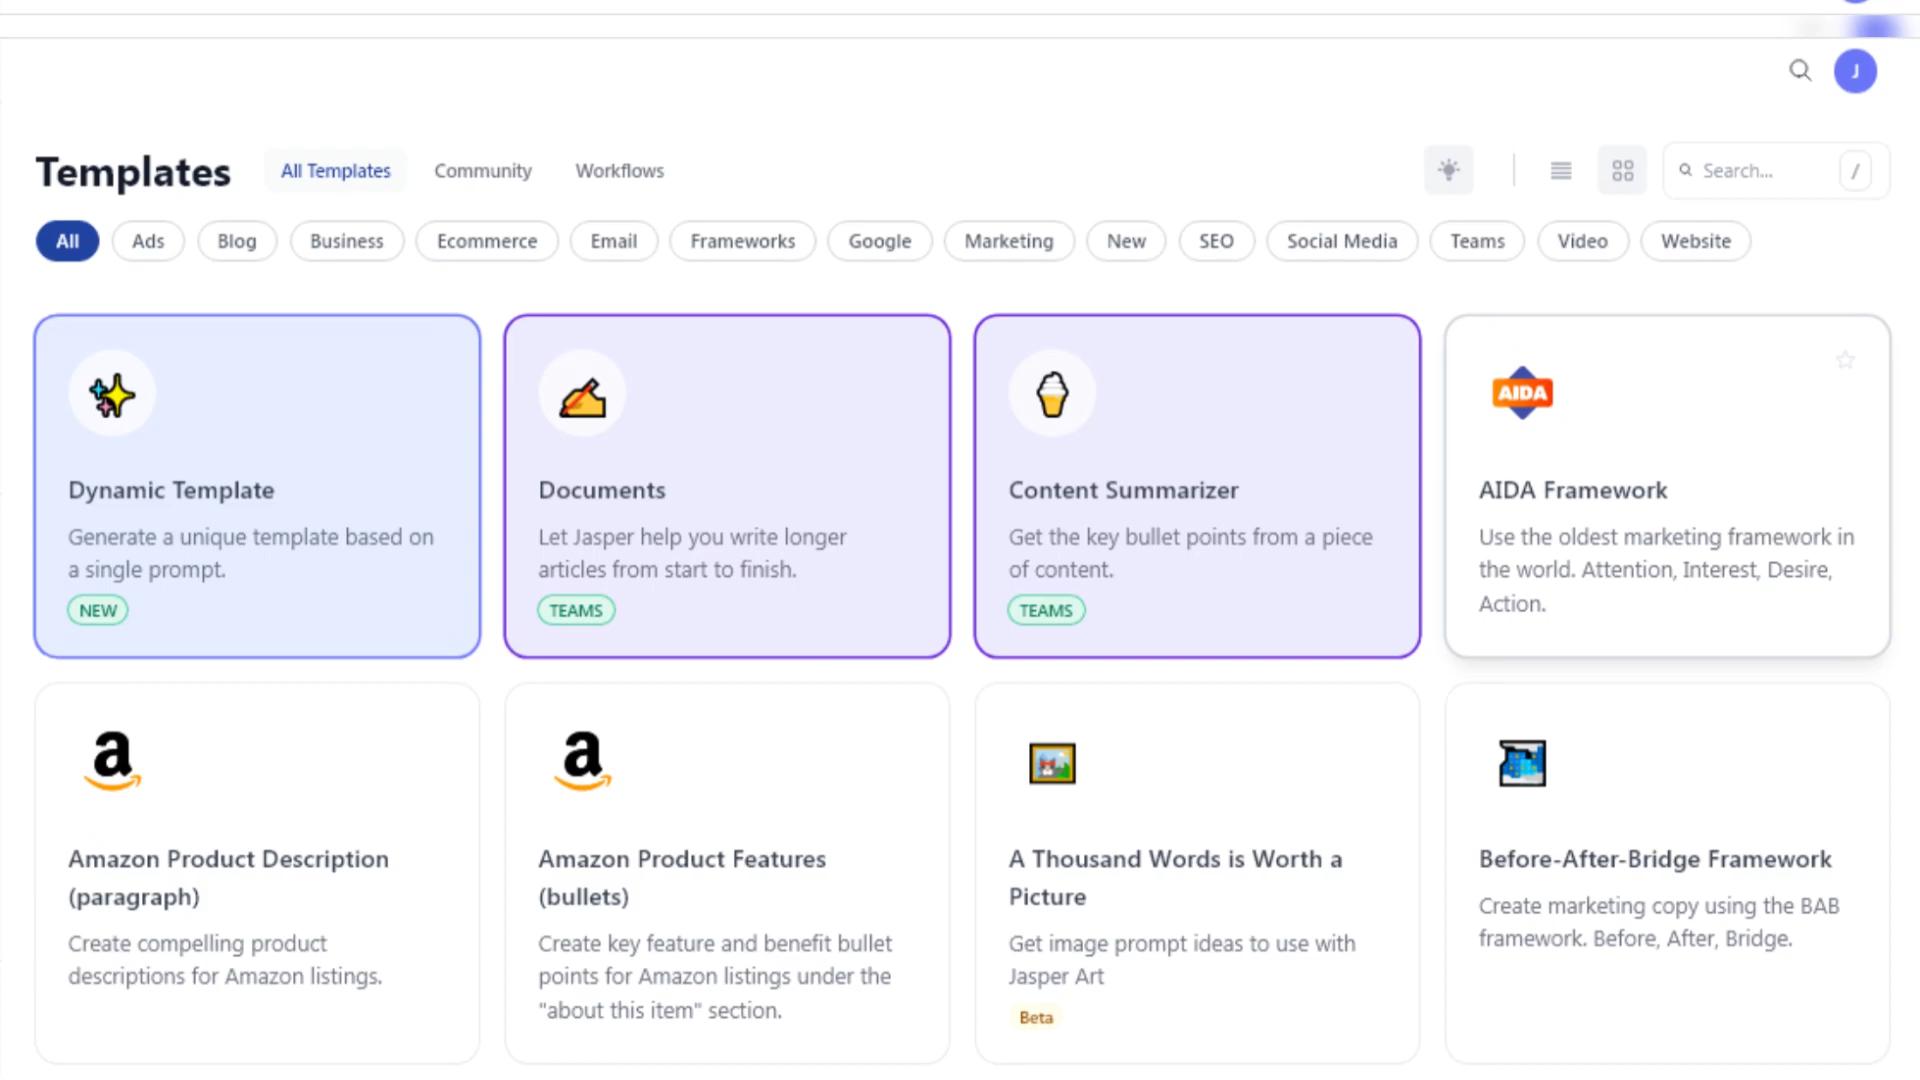 J
Templates
All Templates
Community
Workflows
Search...
/
All
Ads
Blog
Business
Ecommerce
Email
Frameworks
Google
Marketing
New
SEO
Social Media
Teams
Video
Website
Dynamic Template
Generate a unique template based on
a single prompt.
NEW
Documents
Let Jasper help you write longer
articles from start to finish.
TEAMS
Content Summarizer
Get the key bullet points from a piece
of content.
TEAMS
AIDA
AIDA Framework
Use the oldest marketing framework in
the world. Attention, Interest, Desire,
Action.
a
Amazon Product Description
(paragraph)
Create compelling product
descriptions for Amazon listings.
a
Amazon Product Features
(bullets)
Create key feature and benefit bullet
points for Amazon listings under the
"about this item" section.
A Thousand Words is Worth a
Picture
Get image prompt ideas to use with
Jasper Art
Beta
Before-After-Bridge Framework
Create marketing copy using the BAB
framework. Before, After, Bridge.